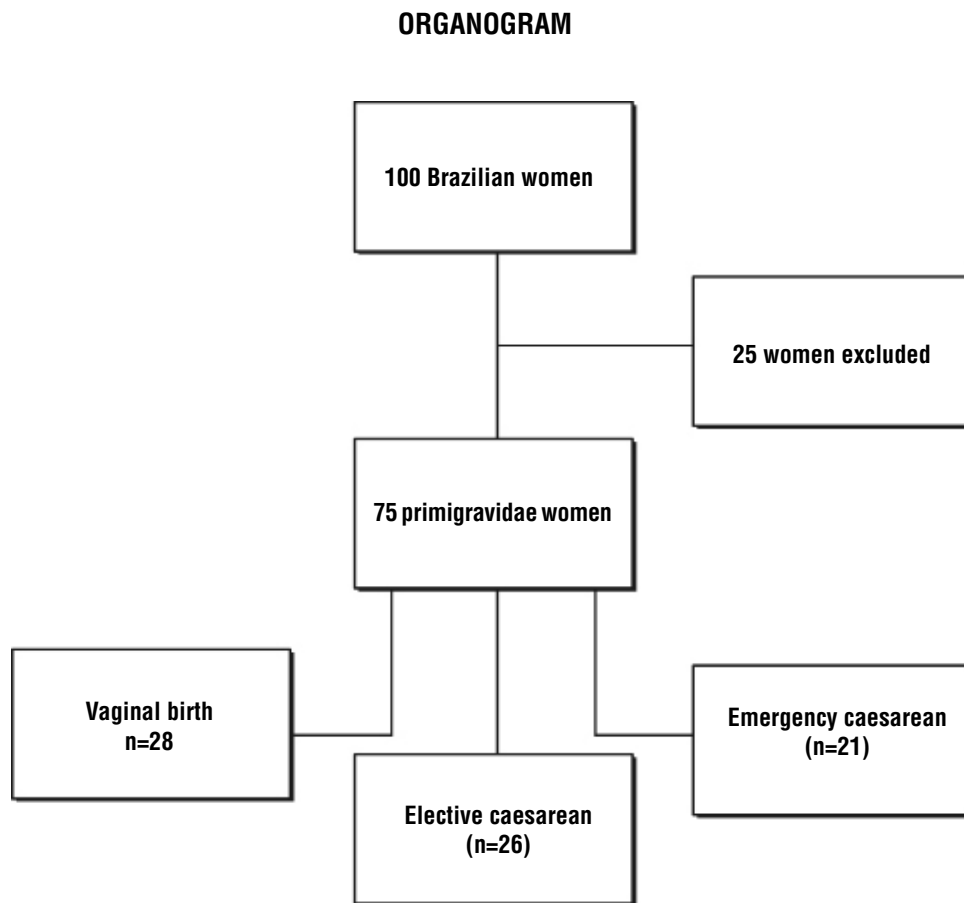 ORGANOGRAM
100 Brazilian women
25 women excluded
75 primigravidae women
Vaginal birth
n=28
Elective caesarean
(n=26)
Emergency caesarean
(n=21)